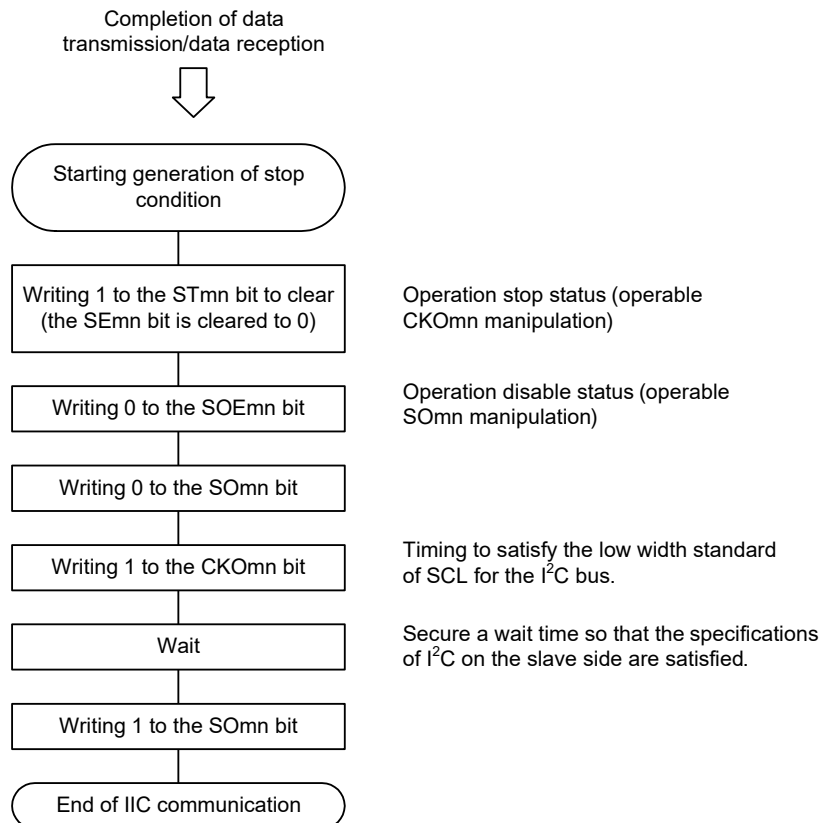 Completion of data
transmission/data reception
Starting generation of stop
condition
Writing 1 to the STmn bit to clear
(the SEmn bit is cleared to 0)
Operation stop status (operable
CKOmn manipulation)
Writing 0 to the SOEmn bit
Operation disable status (operable
SOmn manipulation)
Writing 0 to the SOmn bit
Writing 1 to the CKOmn bit
Timing to satisfy the low width standard
of SCL for the I²C bus.
Wait
Secure a wait time so that the specifications
of I²C on the slave side are satisfied.
Writing 1 to the SOmn bit
End of IIC communication